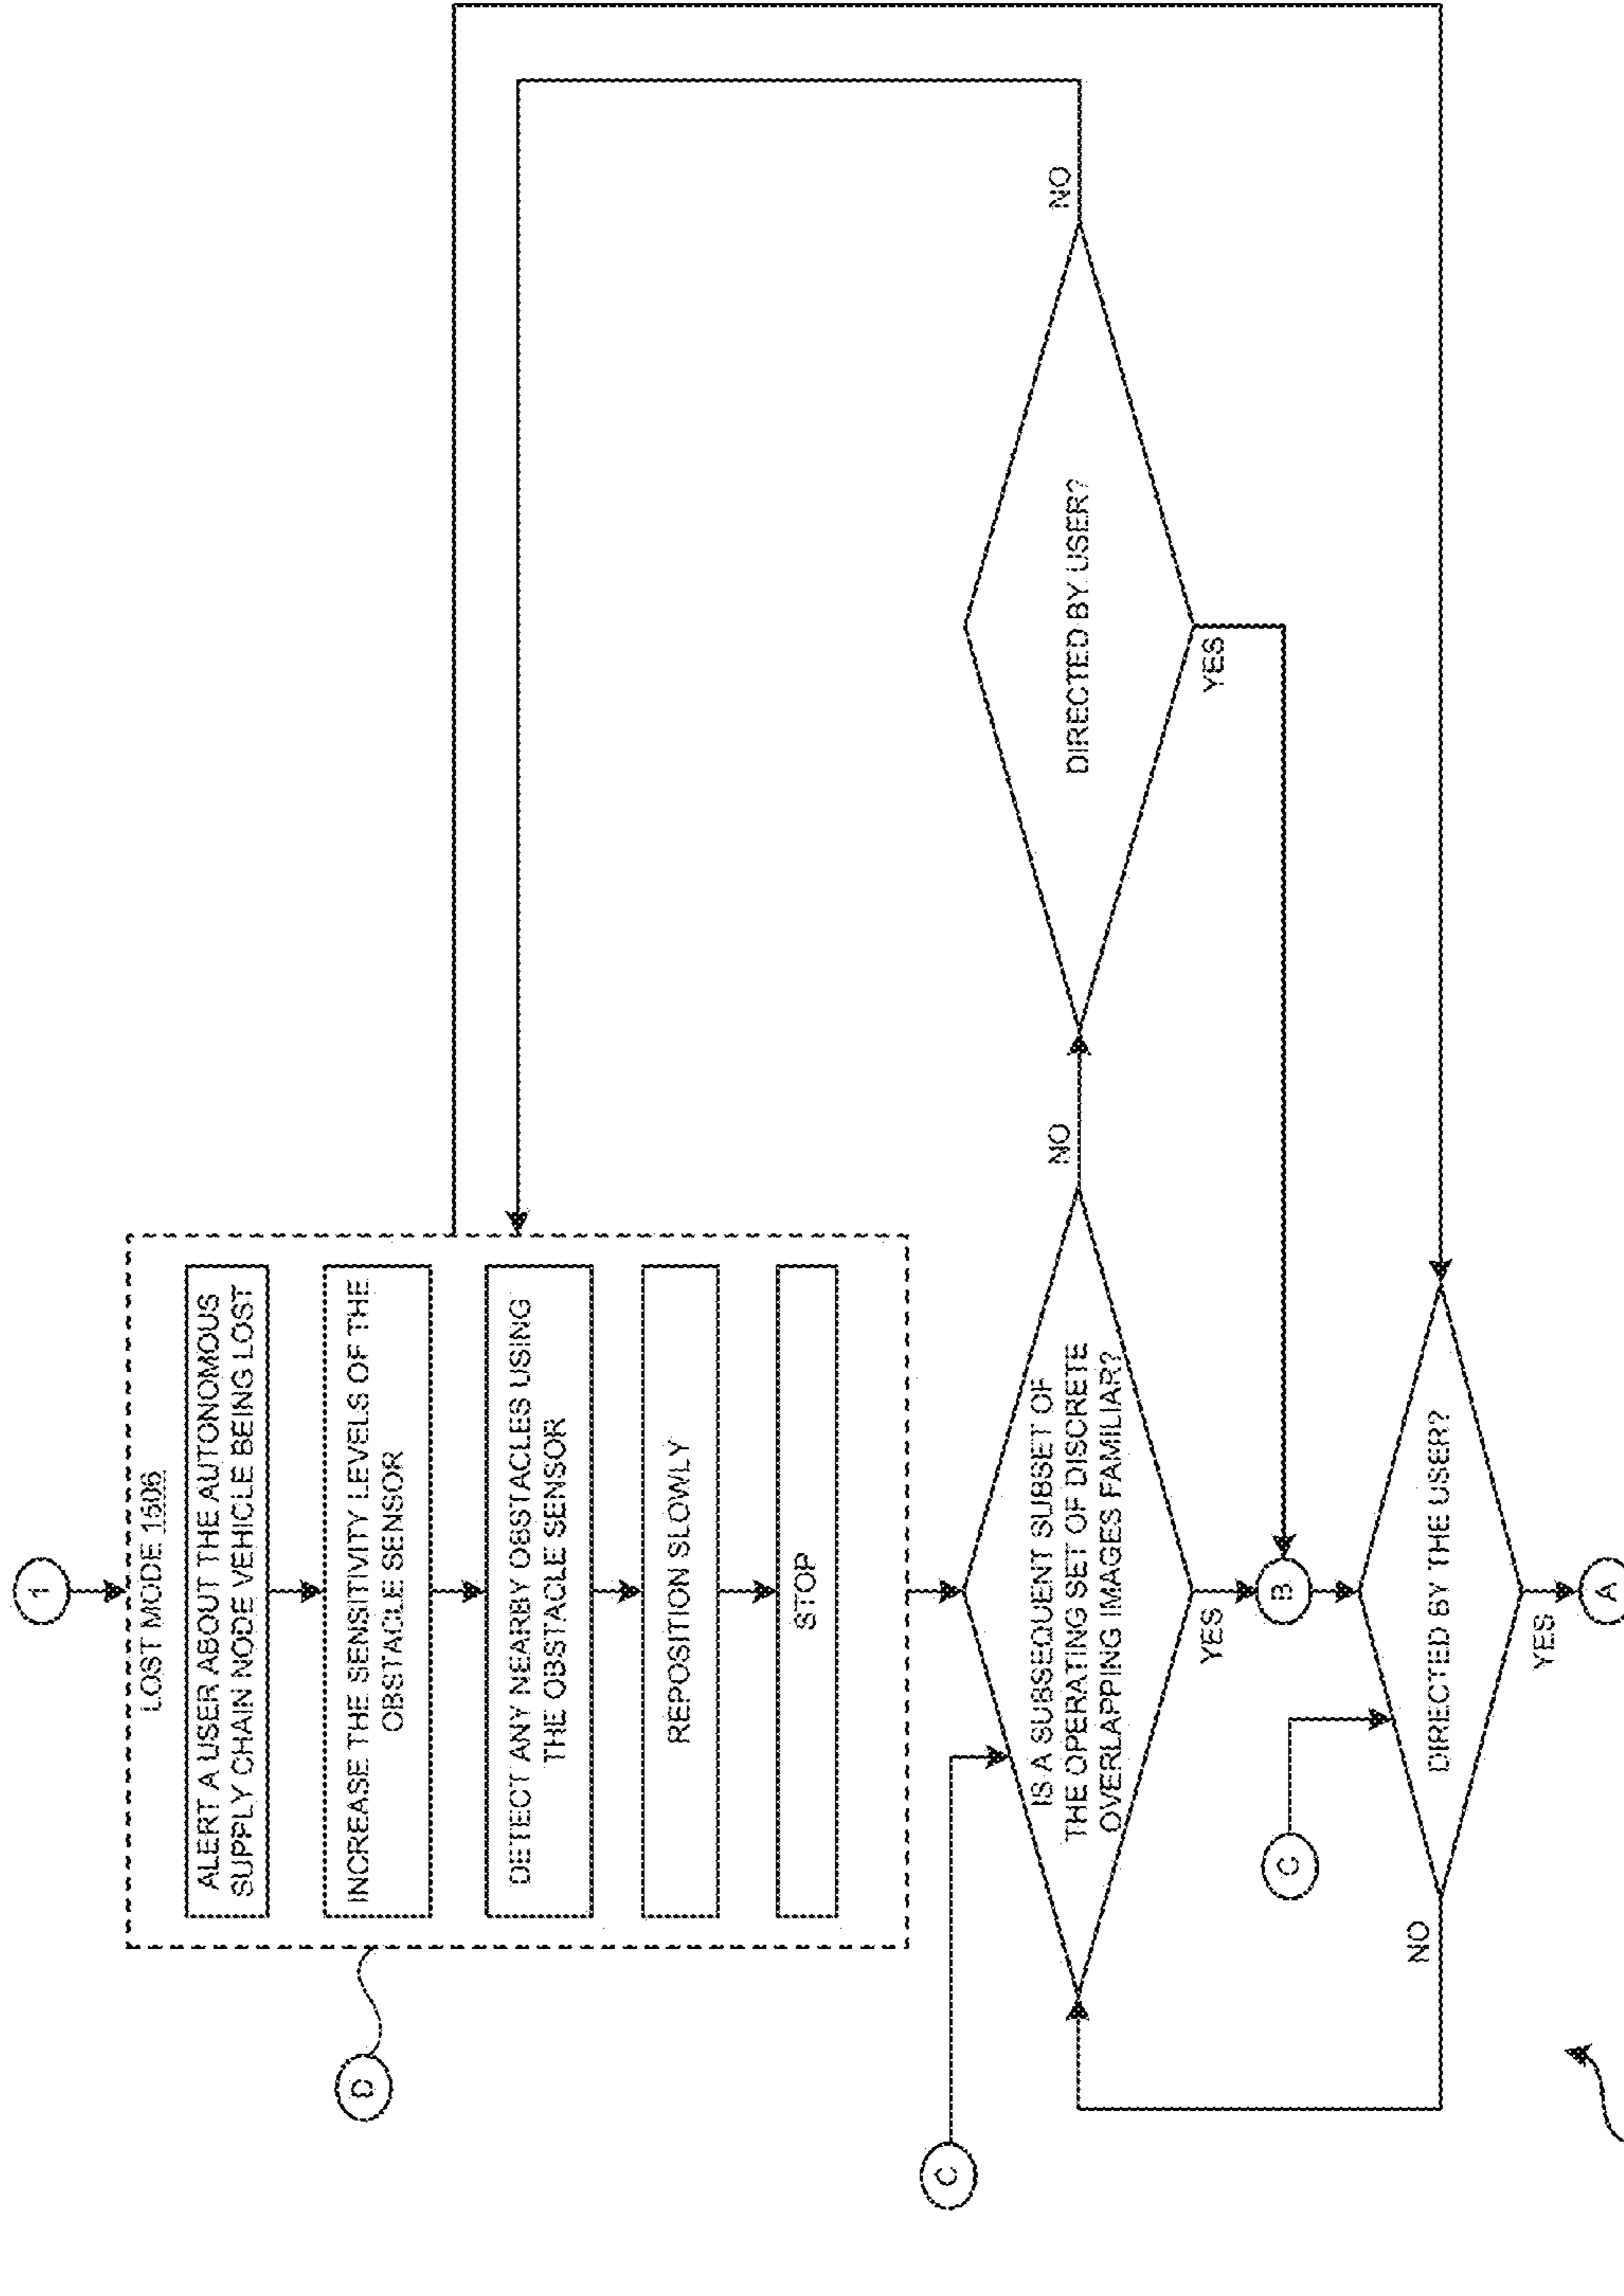 1
LOST MODE 1606
ALERT A USER ABOUT THE AUTONOMOUS
SUPPLY CHAIN NODE VEHICLE BEING LOST
INCREASE THE SENSITIVITY LEVELS OF THE
OBSTACLE SENSOR
DETECT ANY NEARBY OBSTACLES USING
THE OBSTACLE SENSOR
REPOSITION SLOWLY
STOP
D
C
IS A SUBSEQUENT SUBSET OF
THE OPERATING SET OF DISCRETE
OVERLAPPING IMAGES FAMILIAR?
NO
DIRECTED BY USER?
NO
YES
YES
B
G
DIRECTED BY THE USER?
NO
YES
A